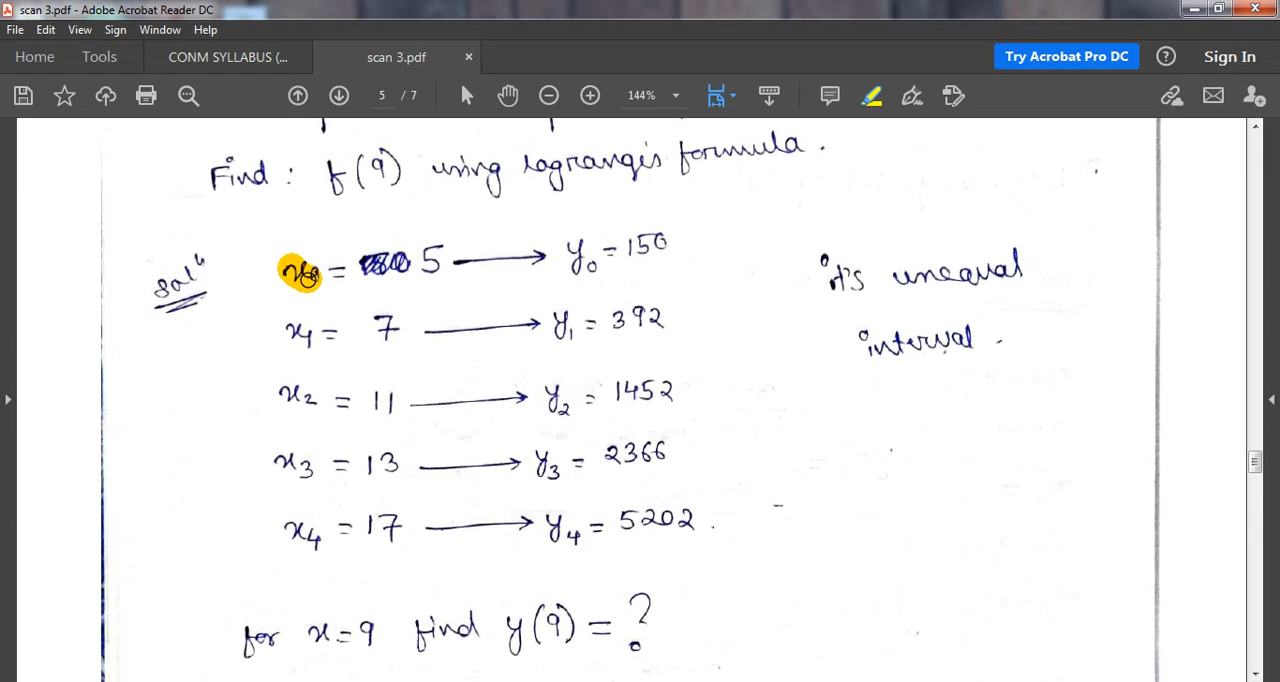 scan 3.pdf - Adobe Acrobat Reader DC
File Edit View Sign Window Help
Home Tools CONM SYLLABUS (... scan 3.pdf × Try Acrobat Pro DC ? Sign In
5 / 7 144%
Find : f(9) using lagrangis formula .
Solⁿ
x0 = 5 → y0 = 150
x1 = 7 → y1 = 392
x2 = 11 → y2 = 1452
x3 = 13 → y3 = 2366
x4 = 17 → y4 = 5202 .
it's unequal
interval .
for x = 9 find y(9) = ?